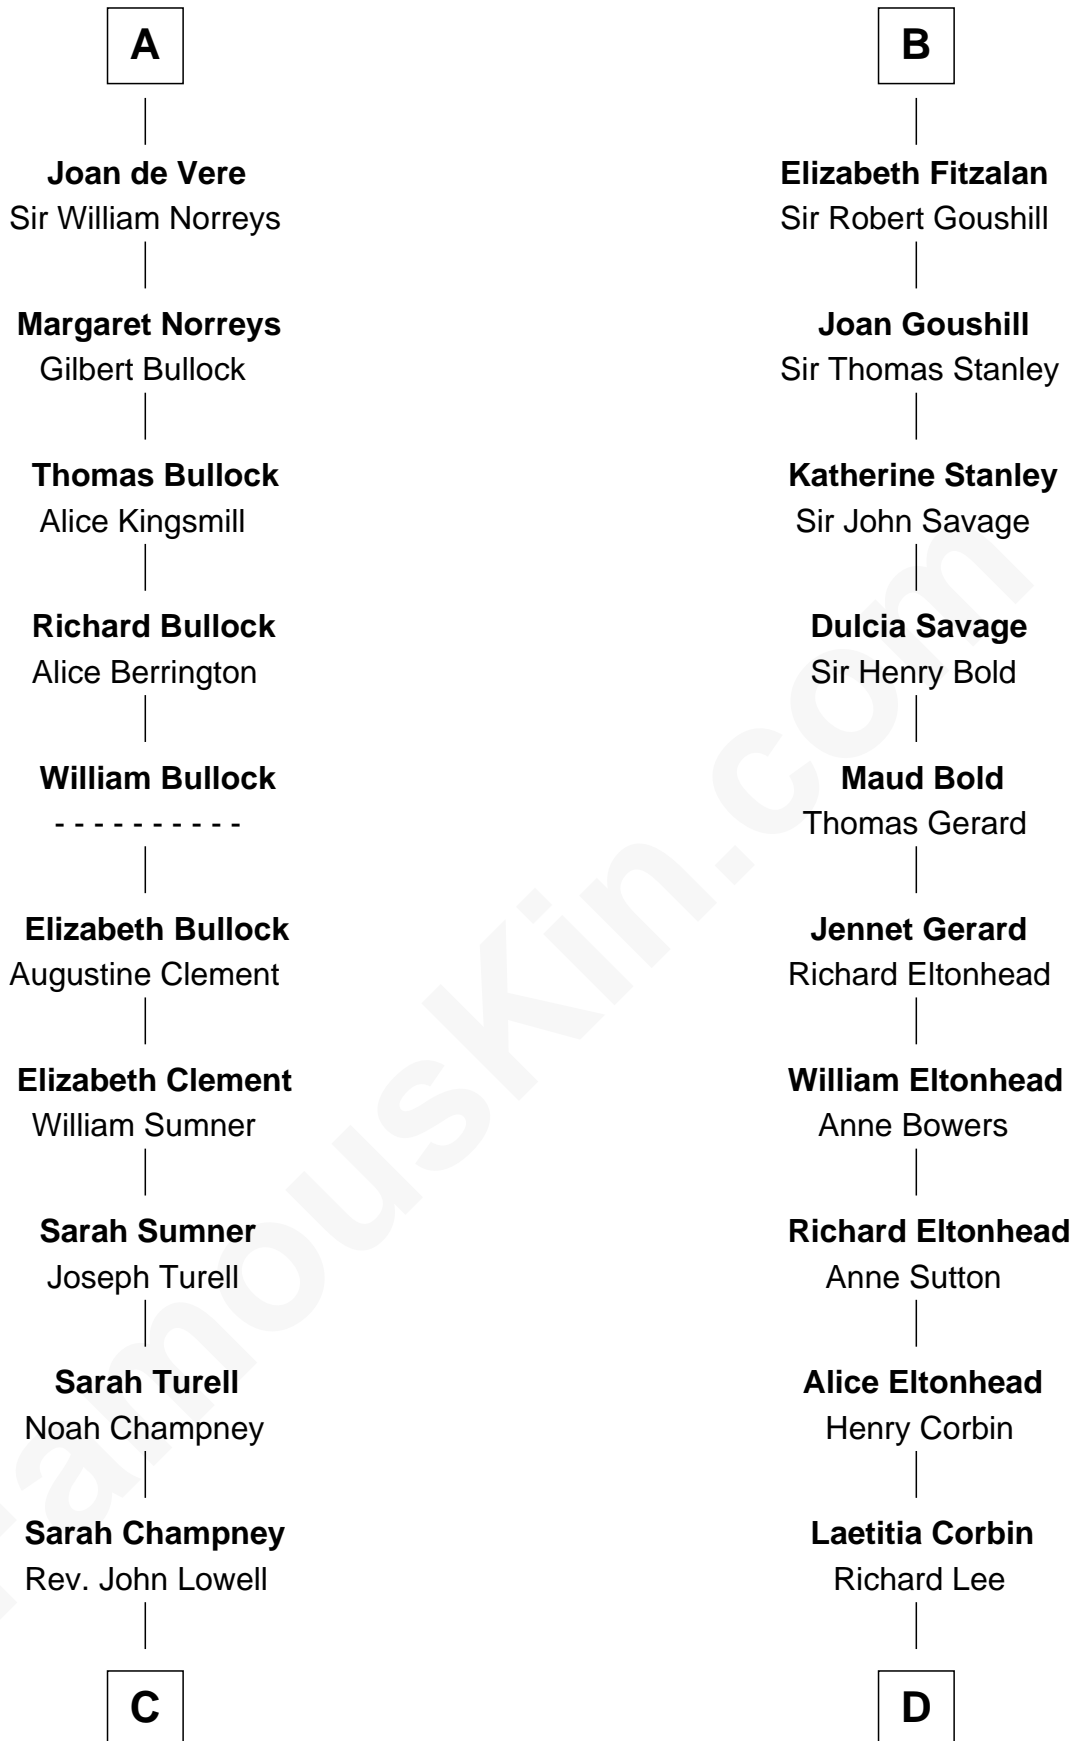 A
Joan de Vere
Sir William Norreys
Margaret Norreys
Gilbert Bullock
Thomas Bullock
Alice Kingsmill
Richard Bullock
Alice Berrington
William Bullock
- - - - - - - - - -
Elizabeth Bullock
Augustine Clement
Elizabeth Clement
William Sumner
Sarah Sumner
Joseph Turell
Sarah Turell
Noah Champney
Sarah Champney
Rev. John Lowell
C
B
Elizabeth Fitzalan
Sir Robert Goushill
Joan Goushill
Sir Thomas Stanley
Katherine Stanley
Sir John Savage
Dulcia Savage
Sir Henry Bold
Maud Bold
Thomas Gerard
Jennet Gerard
Richard Eltonhead
William Eltonhead
Anne Bowers
Richard Eltonhead
Anne Sutton
Alice Eltonhead
Henry Corbin
Laetitia Corbin
Richard Lee
D
FamousKin.com